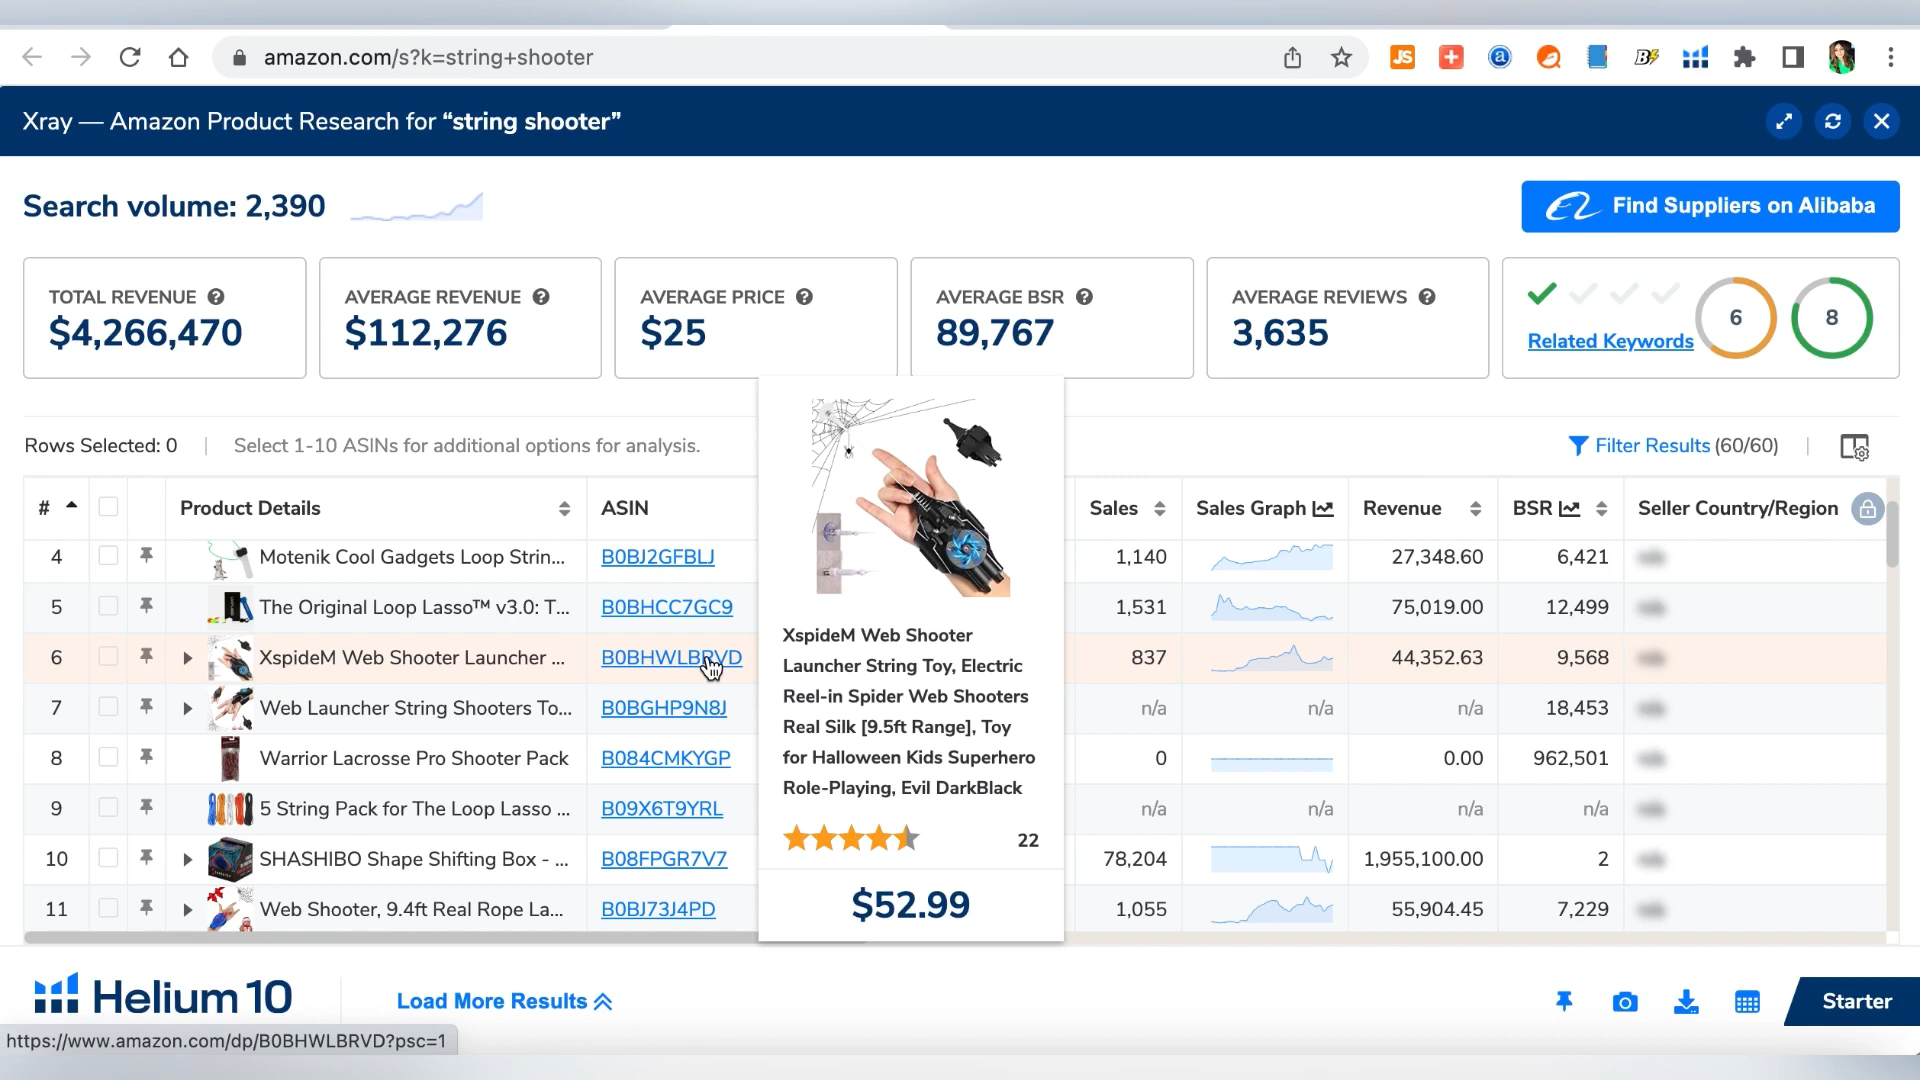 amazon.com/s?k=string+shooter
JS
a
B
Xray — Amazon Product Research for “string shooter”
Search volume: 2,390
Find Suppliers on Alibaba
TOTAL REVENUE ?
$4,266,470
AVERAGE REVENUE ?
$112,276
AVERAGE PRICE ?
$25
AVERAGE BSR ?
89,767
AVERAGE REVIEWS ?
3,635
Related Keywords
6
8
Rows Selected: 0 | Select 1-10 ASINs for additional options for analysis.
Filter Results (60/60)
# Product Details ASIN Sales Sales Graph Revenue BSR Seller Country/Region
4 Motenik Cool Gadgets Loop Strin... B0BJ2GFBLJ 1,140 27,348.60 6,421
5 The Original Loop Lasso™ v3.0: T... B0BHCC7GC9 1,531 75,019.00 12,499
6 XspideM Web Shooter Launcher ... B0BHWLBRVD 837 44,352.63 9,568
7 Web Launcher String Shooters To... B0BGHP9N8J n/a n/a n/a 18,453
8 Warrior Lacrosse Pro Shooter Pack B084CMKYGP 0 0.00 962,501
9 5 String Pack for The Loop Lasso ... B09X6T9YRL n/a n/a n/a n/a
10 SHASHIBO Shape Shifting Box - ... B08FPGR7V7 78,204 1,955,100.00 2
11 Web Shooter, 9.4ft Real Rope La... B0BJ73J4PD 1,055 55,904.45 7,229
XspideM Web Shooter
Launcher String Toy, Electric
Reel-in Spider Web Shooters
Real Silk [9.5ft Range], Toy
for Halloween Kids Superhero
Role-Playing, Evil DarkBlack
22
$52.99
Helium 10
Load More Results
Starter
https://www.amazon.com/dp/B0BHWLBRVD?psc=1